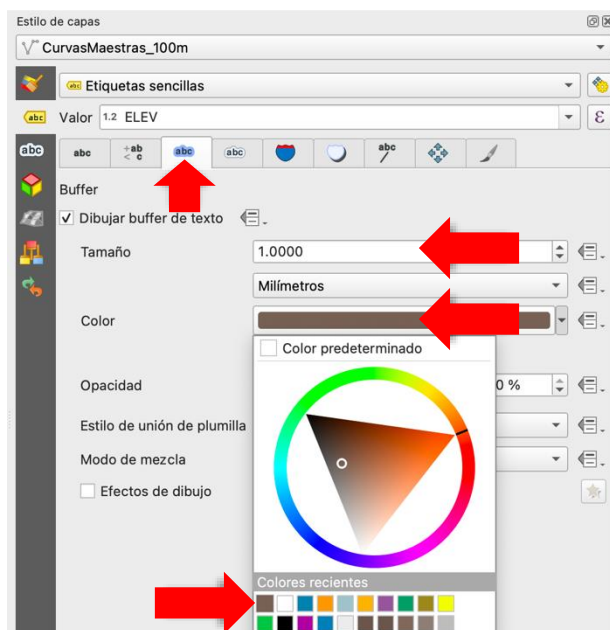 Estilo de capas
CurvasMaestras_100m
abc Etiquetas sencillas
abc Valor 1.2 ELEV ε
abc abc +ab < c abc abc abc
Buffer
Dibujar buffer de texto
Tamaño 1.0000
Milímetros
Color
Color predeterminado
Opacidad 0 %
Estilo de unión de plumilla
Modo de mezcla
Efectos de dibujo
Colores recientes